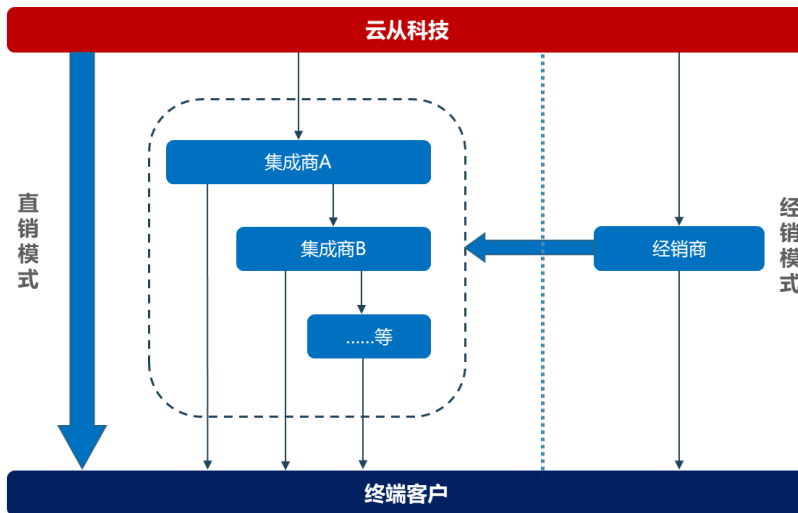 云从科技
集成商A
直销模式
集成商B
经销商
经销模式
……等
终端客户